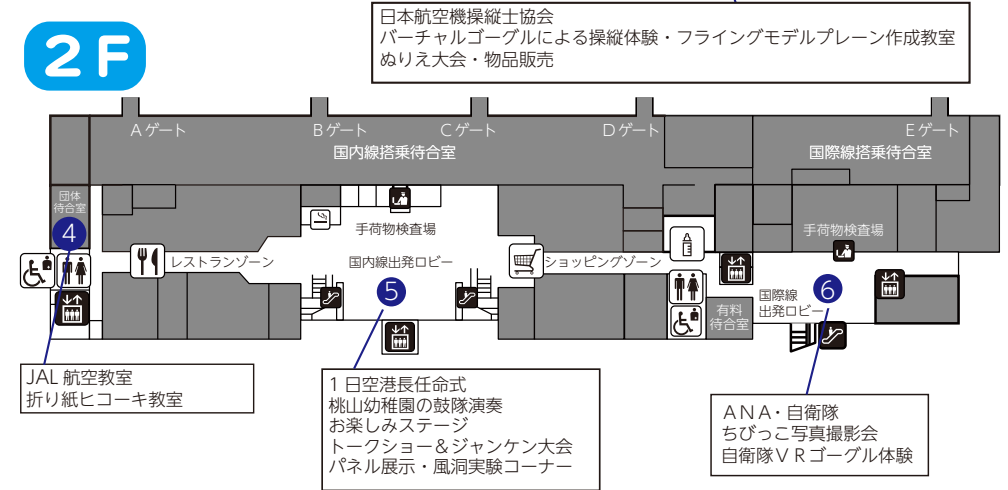 日本航空機操縦士協会
バーチャルゴーグルによる操縦体験・フライングモデルプレーン作成教室
ぬりえ大会・物品販売
2F
Aゲート
Bゲート
Cゲート
Dゲート
Eゲート
国内線搭乗待合室
国際線搭乗待合室
団体
待合室
4
手荷物検査場
手荷物検査場
レストランゾーン
国内線出発ロビー
ショッピングゾーン
5
6
国際線
出発ロビー
有料
待合室
JAL 航空教室
折り紙ヒコーキ教室
1日空港長任命式
桃山幼稚園の鼓隊演奏
お楽しみステージ
トークショー＆ジャンケン大会
パネル展示・風洞実験コーナー
ＡＮＡ・自衛隊
ちびっこ写真撮影会
自衛隊ＶＲゴーグル体験